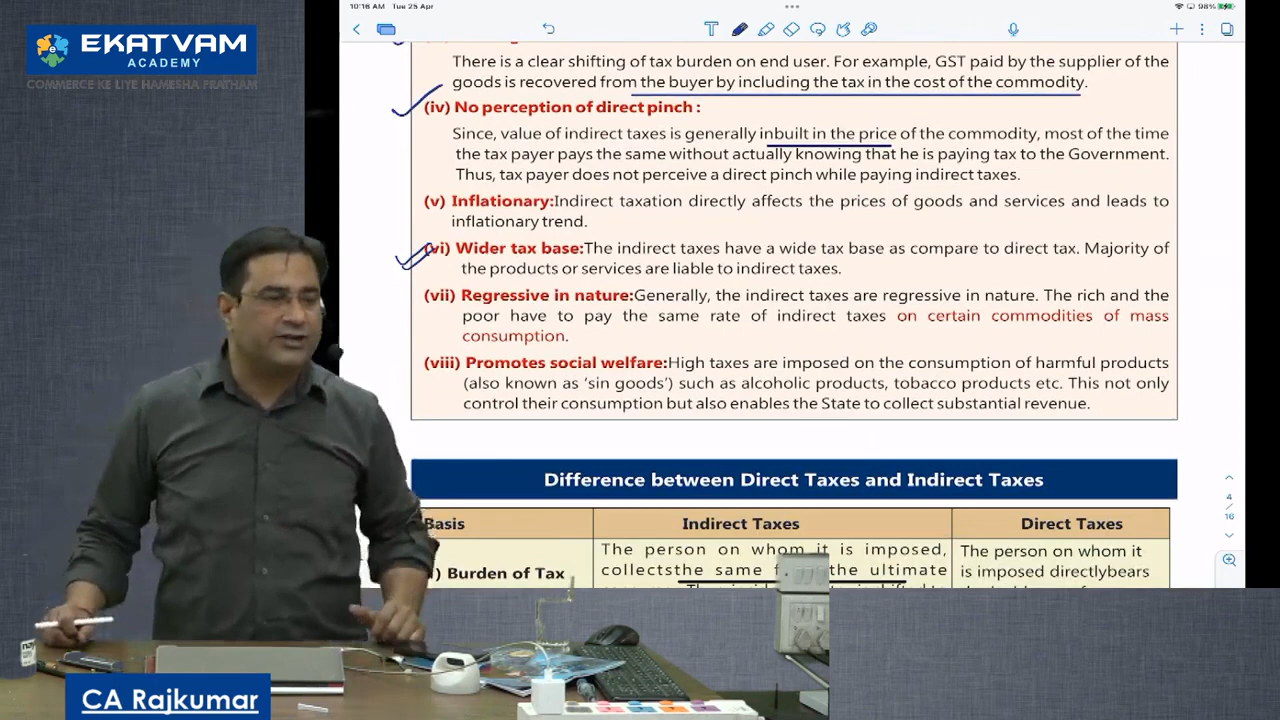 10:16 AM Tue 25 Apr
98%
EKATVAM
ACADEMY
COMMERCE KE LIYE HAMESHA PRATHAM
There is a clear shifting of tax burden on end user. For example, GST paid by the supplier of the
goods is recovered from the buyer by including the tax in the cost of the commodity.
(iv) No perception of direct pinch :
Since, value of indirect taxes is generally inbuilt in the price of the commodity, most of the time
the tax payer pays the same without actually knowing that he is paying tax to the Government.
Thus, tax payer does not perceive a direct pinch while paying indirect taxes.
(v) Inflationary:Indirect taxation directly affects the prices of goods and services and leads to
inflationary trend.
(vi) Wider tax base:The indirect taxes have a wide tax base as compare to direct tax. Majority of
the products or services are liable to indirect taxes.
(vii) Regressive in nature:Generally, the indirect taxes are regressive in nature. The rich and the
poor have to pay the same rate of indirect taxes on certain commodities of mass
consumption.
(viii) Promotes social welfare:High taxes are imposed on the consumption of harmful products
(also known as ‘sin goods’) such as alcoholic products, tobacco products etc. This not only
control their consumption but also enables the State to collect substantial revenue.
Difference between Direct Taxes and Indirect Taxes
Basis Indirect Taxes Direct Taxes
) Burden of Tax
The person on whom it is imposed,
collectsthe same the ultimate
The person on whom it
is imposed directlybears
4
16
CA Rajkumar